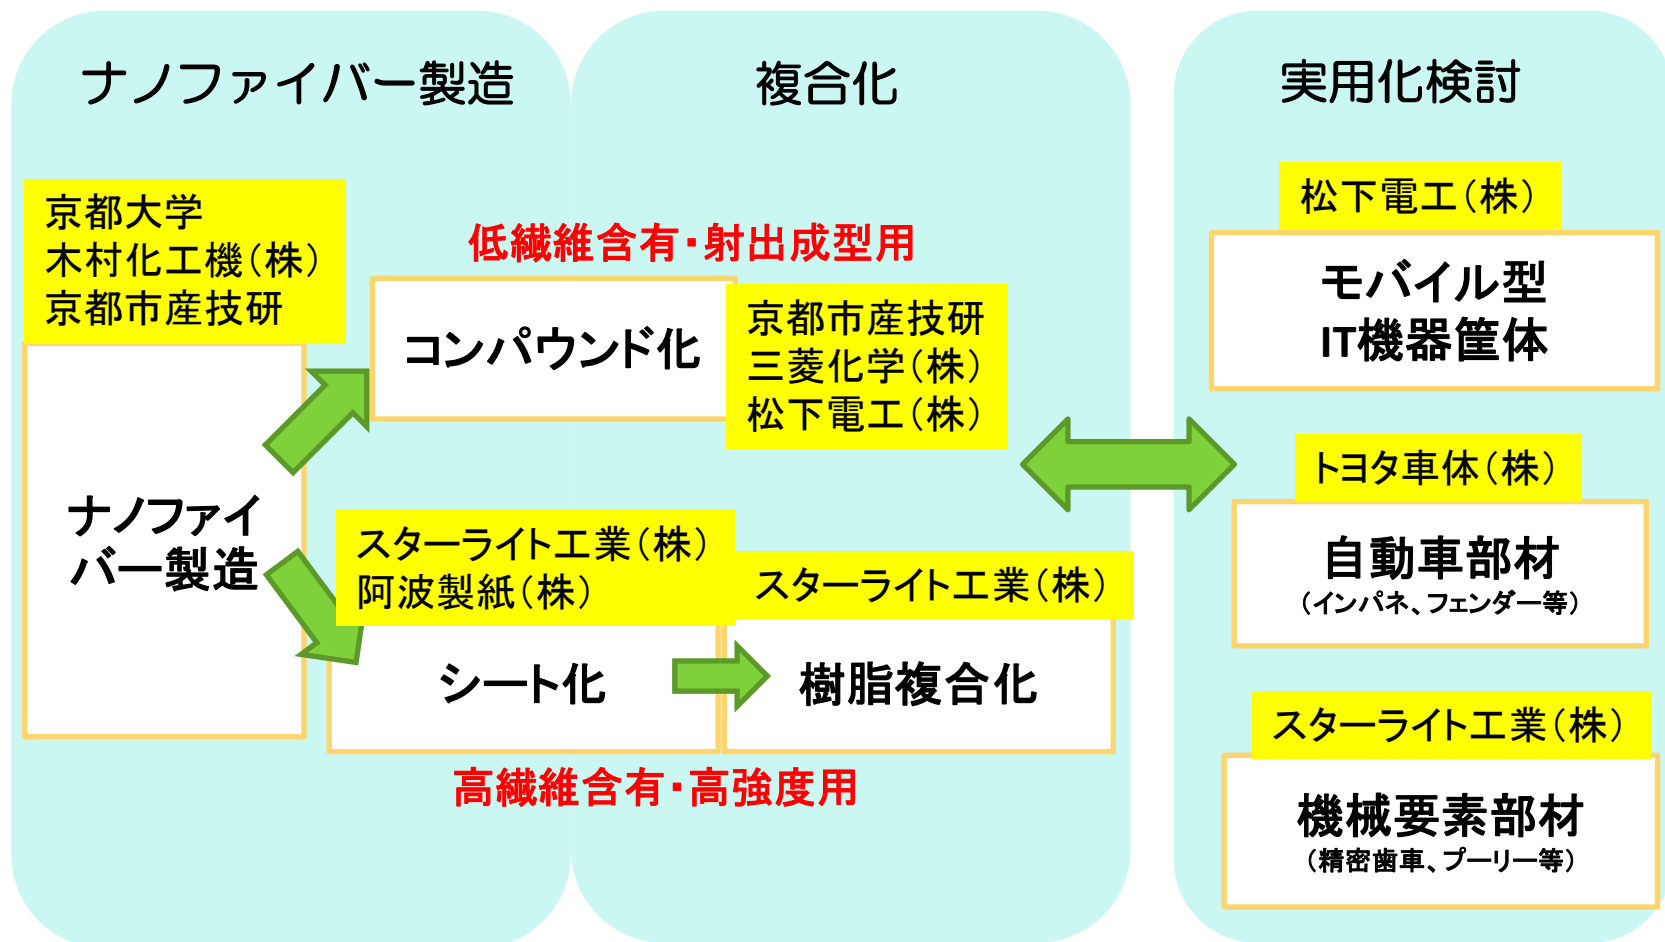 ナノファイバー製造
複合化
実用化検討
京都大学
木村化工機(株)
京都市産技研
ナノファイ
バー製造
低繊維含有・射出成型用
コンパウンド化
京都市産技研
三菱化学(株)
松下電工(株)
スターライト工業(株)
阿波製紙(株)
シート化
スターライト工業(株)
樹脂複合化
高繊維含有・高強度用
松下電工(株)
モバイル型
IT機器筐体
トヨタ車体(株)
自動車部材
(インパネ、フェンダー等)
スターライト工業(株)
機械要素部材
(精密歯車、プーリー等)